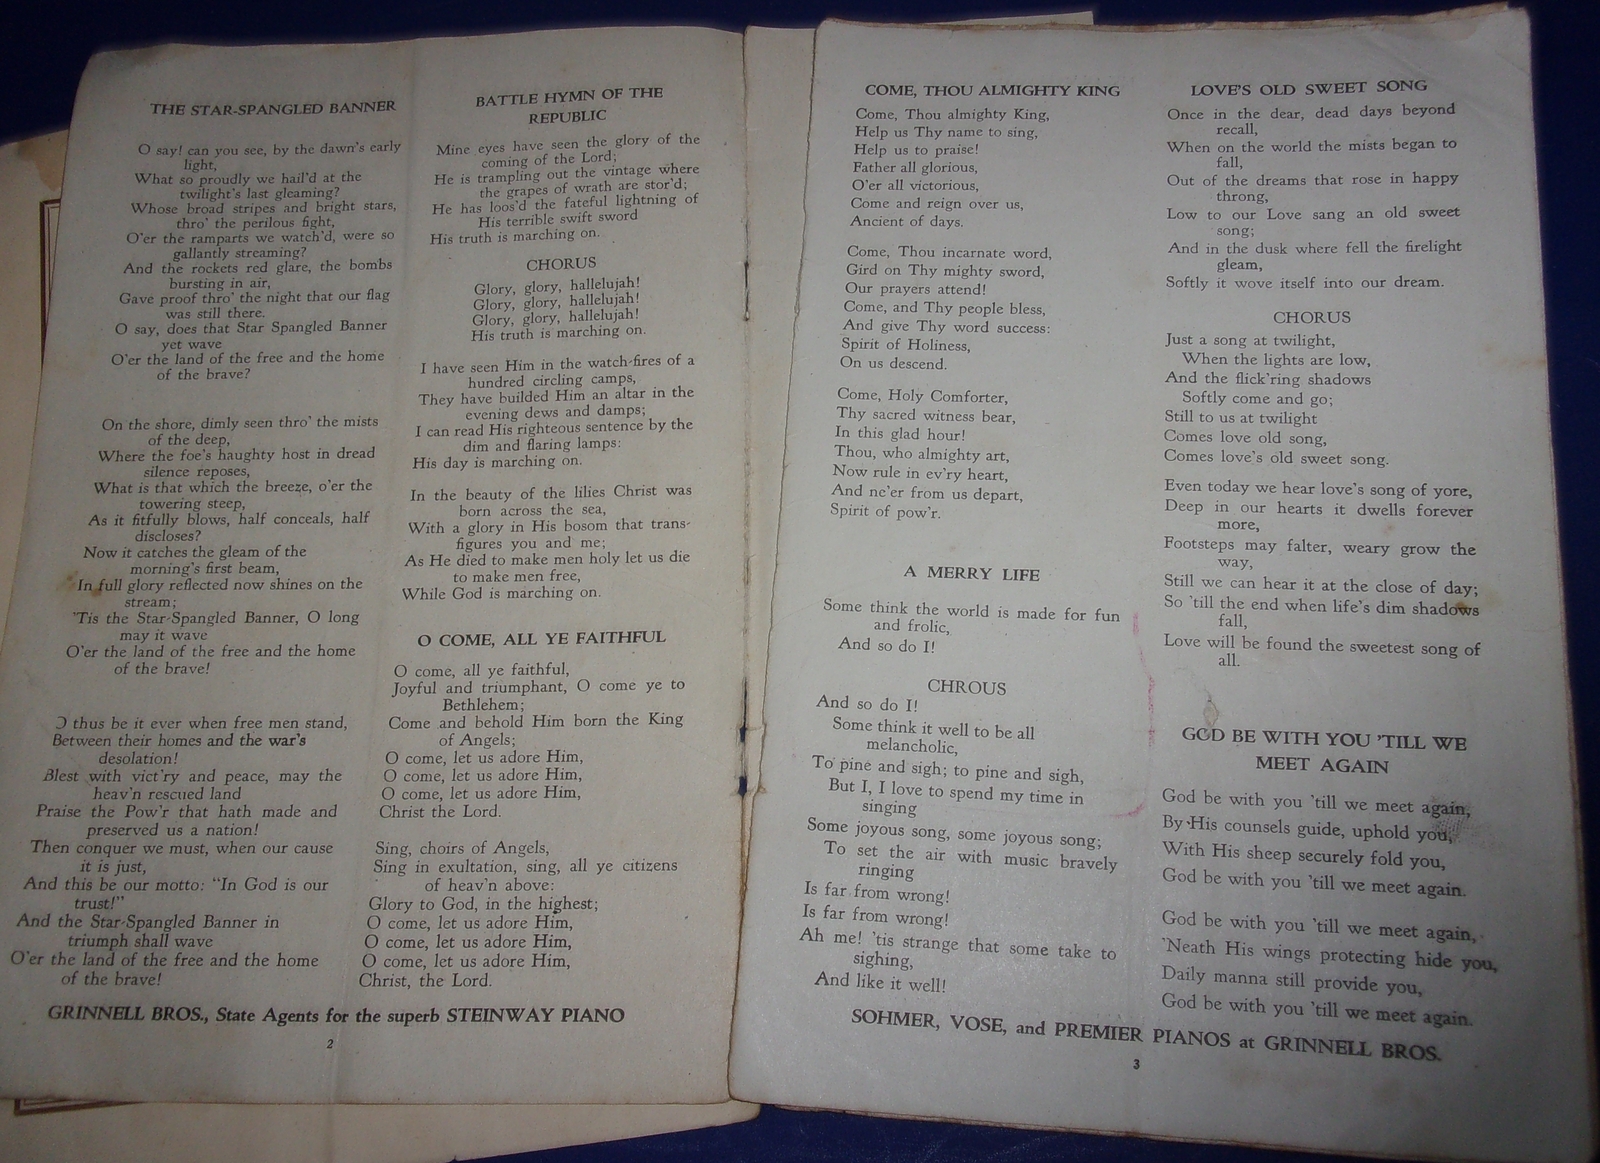 THE STAR-SPANGLED BANNER
O say! can you see, by the dawn's early
light,
What so proudly we hail'd at the
twilight's last gleaming?
Whose broad stripes and bright stars,
thro' the perilous fight,
O'er the ramparts we watch'd, were so
gallantly streaming?
And the rockets red glare, the bombs
bursting in air,
Gave proof thro' the night that our flag
was still there.
O say, does that Star Spangled Banner
yet wave
O'er the land of the free and the home
of the brave?
On the shore, dimly seen thro' the mists
of the deep,
Where the foe's haughty host in dread
silence reposes,
What is that which the breeze, o'er the
towering steep,
As it fitfully blows, half conceals, half
discloses?
Now it catches the gleam of the
morning's first beam,
In full glory reflected now shines on the
stream;
'Tis the Star-Spangled Banner, O long
may it wave
O'er the land of the free and the home
of the brave!
O thus be it ever when free men stand,
Between their homes and the war's
desolation!
Blest with vict'ry and peace, may the
heav'n rescued land
Praise the Pow'r that hath made and
preserved us a nation!
Then conquer we must, when our cause
it is just,
And this be our motto: "In God is our
trust!"
And the Star-Spangled Banner in
triumph shall wave
O'er the land of the free and the home
of the brave!
BATTLE HYMN OF THE
REPUBLIC
Mine eyes have seen the glory of the
coming of the Lord;
He is trampling out the vintage where
the grapes of wrath are stor'd;
He has loos'd the fateful lightning of
His terrible swift sword
His truth is marching on.
CHORUS
Glory, glory, hallelujah!
Glory, glory, hallelujah!
Glory, glory, hallelujah!
His truth is marching on.
I have seen Him in the watch-fires of a
hundred circling camps,
They have builded Him an altar in the
evening dews and damps;
I can read His righteous sentence by the
dim and flaring lamps:
His day is marching on.
In the beauty of the lilies Christ was
born across the sea,
With a glory in His bosom that trans-
figures you and me;
As He died to make men holy let us die
to make men free,
While God is marching on.
O COME, ALL YE FAITHFUL
O come, all ye faithful,
Joyful and triumphant, O come ye to
Bethlehem;
Come and behold Him born the King
of Angels;
O come, let us adore Him,
O come, let us adore Him,
O come, let us adore Him,
Christ the Lord.
Sing, choirs of Angels,
Sing in exultation, sing, all ye citizens
of heav'n above:
Glory to God, in the highest;
O come, let us adore Him,
O come, let us adore Him,
O come, let us adore Him,
Christ, the Lord.
GRINNELL BROS., State Agents for the superb STEINWAY PIANO
2
COME, THOU ALMIGHTY KING
Come, Thou almighty King,
Help us Thy name to sing,
Help us to praise!
Father all glorious,
O'er all victorious,
Come and reign over us,
Ancient of days.
Come, Thou incarnate word,
Gird on Thy mighty sword,
Our prayers attend!
Come, and Thy people bless,
And give Thy word success:
Spirit of Holiness,
On us descend.
Come, Holy Comforter,
Thy sacred witness bear,
In this glad hour!
Thou, who almighty art,
Now rule in ev'ry heart,
And ne'er from us depart,
Spirit of pow'r.
A MERRY LIFE
Some think the world is made for fun
and frolic,
And so do I!
CHROUS
And so do I!
Some think it well to be all
melancholic,
To pine and sigh; to pine and sigh,
But I, I love to spend my time in
singing
Some joyous song, some joyous song;
To set the air with music bravely
ringing
Is far from wrong!
Is far from wrong!
Ah me! 'tis strange that some take to
sighing,
And like it well!
LOVE'S OLD SWEET SONG
Once in the dear, dead days beyond
recall,
When on the world the mists began to
fall,
Out of the dreams that rose in happy
throng,
Low to our Love sang an old sweet
song;
And in the dusk where fell the firelight
gleam,
Softly it wove itself into our dream.
CHORUS
Just a song at twilight,
When the lights are low,
And the flick'ring shadows
Softly come and go;
Still to us at twilight
Comes love old song,
Comes love's old sweet song.
Even today we hear love's song of yore,
Deep in our hearts it dwells forever
more,
Footsteps may falter, weary grow the
way,
Still we can hear it at the close of day;
So 'till the end when life's dim shadows
fall,
Love will be found the sweetest song of
all.
GOD BE WITH YOU 'TILL WE
MEET AGAIN
God be with you 'till we meet again,
By His counsels guide, uphold you,
With His sheep securely fold you,
God be with you 'till we meet again.
God be with you 'till we meet again,
'Neath His wings protecting hide you,
Daily manna still provide you,
God be with you 'till we meet again.
SOHMER, VOSE, and PREMIER PIANOS at GRINNELL BROS.
3